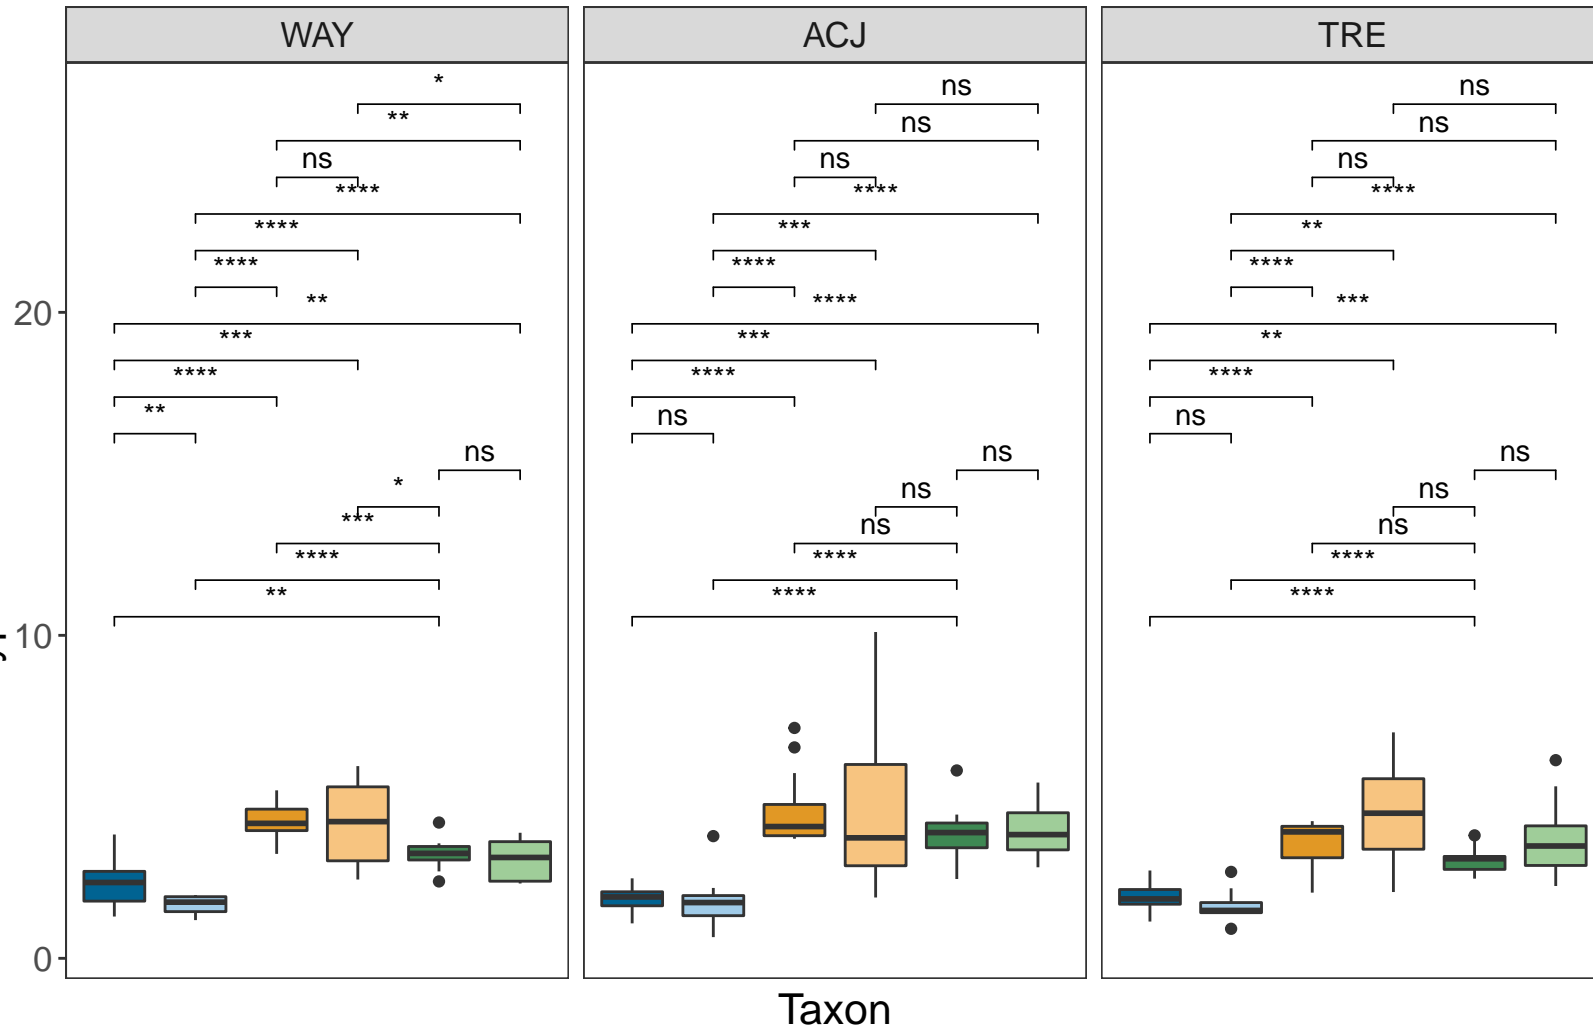 WAY ACJ TRE
* ns ns
** ns ns
ns ns ns
**** **** ****
**** *** **
**** **** ****
** **** ***
*** *** **
**** **** ****
** ns ns
ns ns ns
* ns ns
*** ns ns
**** **** ****
** **** ****
20
10
0
Taxon